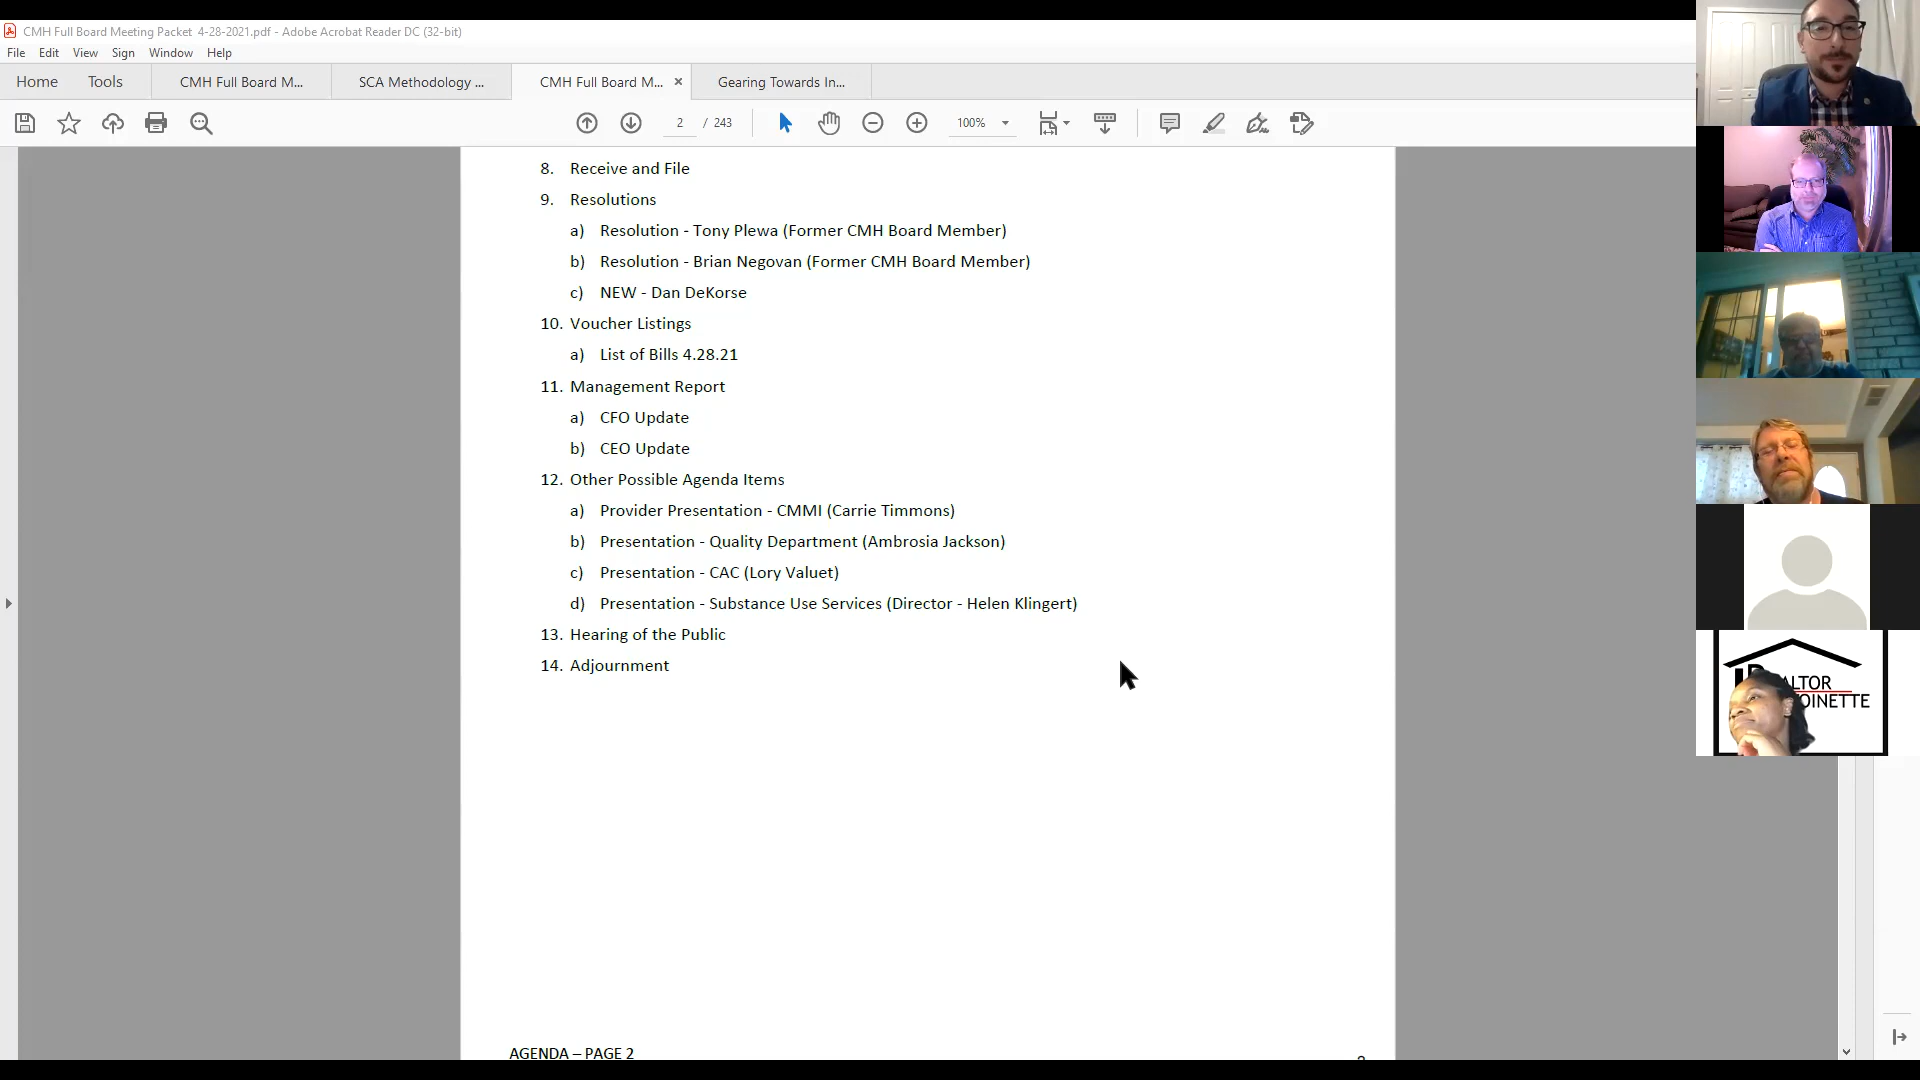 CMH Full Board Meeting Packet  4-28-2021.pdf - Adobe Acrobat Reader DC (32-bit)
File Edit View Sign Window Help
Home Tools CMH Full Board M... SCA Methodology ... CMH Full Board M... × Gearing Towards In...
2 / 243 100%
8. Receive and File
9. Resolutions
a) Resolution - Tony Plewa (Former CMH Board Member)
b) Resolution - Brian Negovan (Former CMH Board Member)
c) NEW - Dan DeKorse
10. Voucher Listings
a) List of Bills 4.28.21
11. Management Report
a) CFO Update
b) CEO Update
12. Other Possible Agenda Items
a) Provider Presentation - CMMI (Carrie Timmons)
b) Presentation - Quality Department (Ambrosia Jackson)
c) Presentation - CAC (Lory Valuet)
d) Presentation - Substance Use Services (Director - Helen Klingert)
13. Hearing of the Public
14. Adjournment
AGENDA – PAGE 2
ALTOR
OINETTE